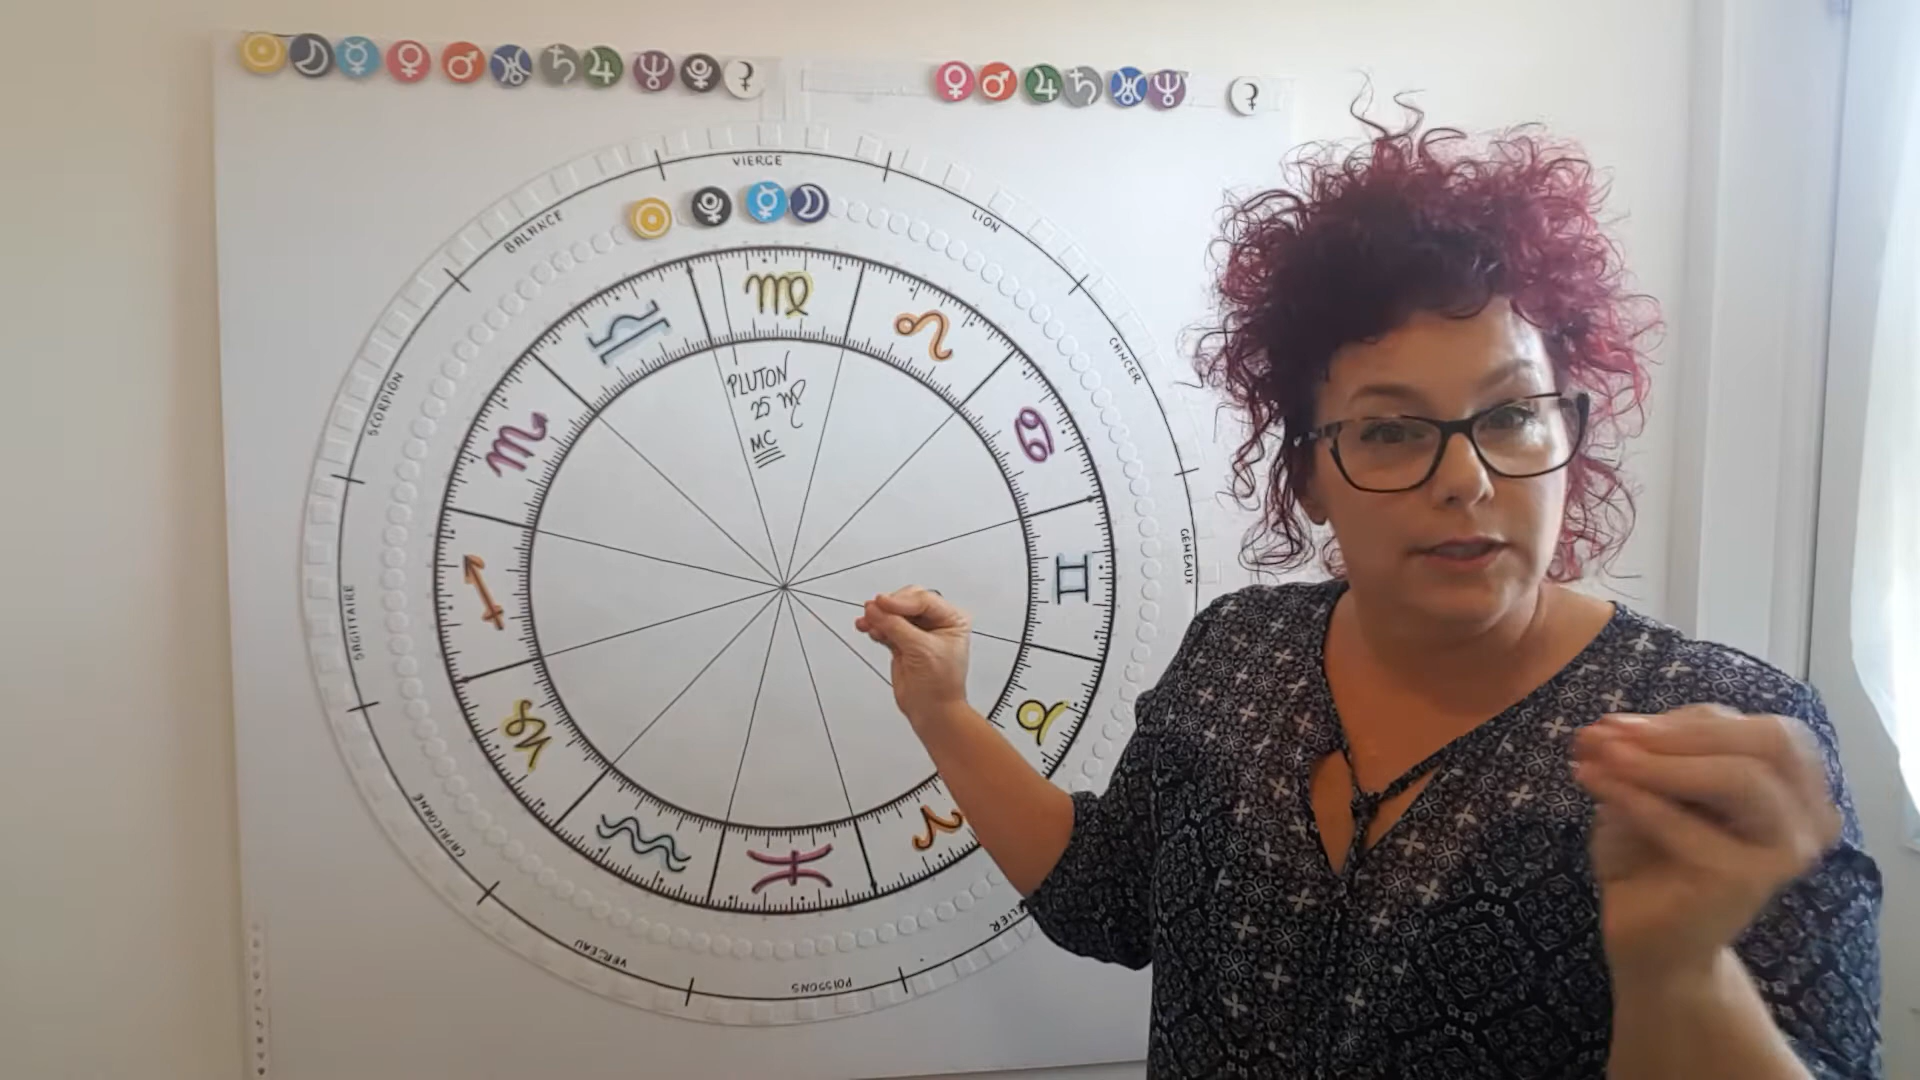 VIERGE
BALANCE
LION
CANCER
SCORPION
GÉMEAUX
SAGITTAIRE
CAPRICORNE
VERSEAU
POISSONS
PLUTON
25 ♍
MC